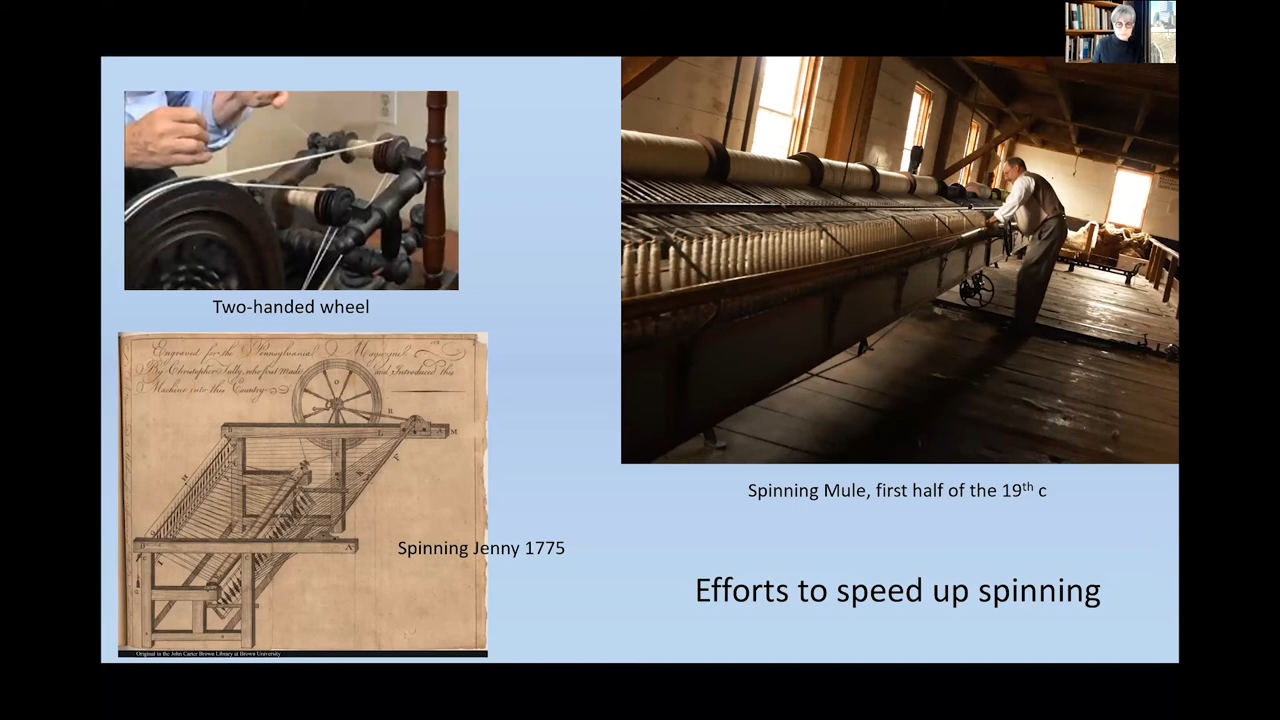 Two-handed wheel
Engraved for the Pennsylvania Magazine,
By Christopher Tully, who first made and Introduced this
Machine into this Country
Spinning Jenny 1775
Original in the John Carter Brown Library at Brown University
Spinning Mule, first half of the 19th c
Efforts to speed up spinning